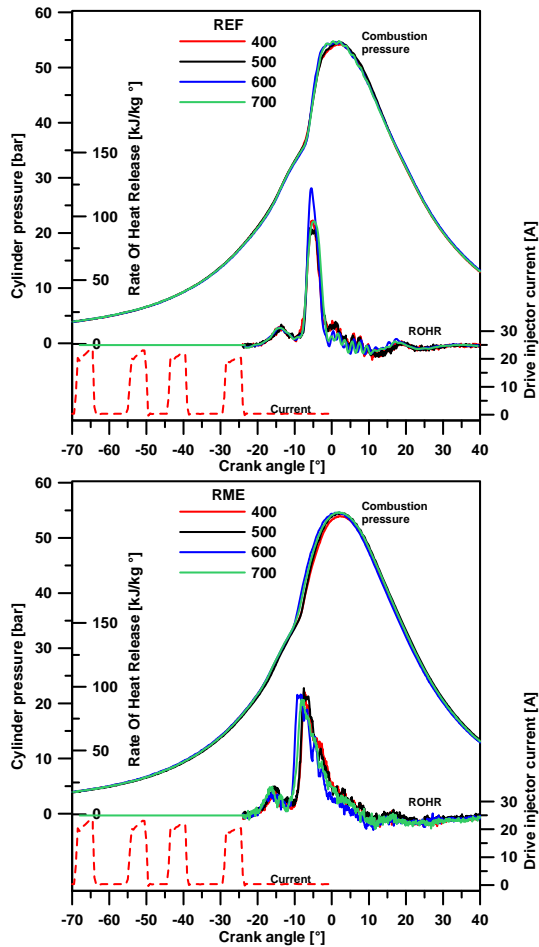 REF
400
500
600
700
Combustion
pressure
60
50
40
30
20
10
0
Cylinder pressure [bar]
150
100
50
0
Rate Of Heat Release [kJ/kg °]
ROHR
30
20
10
0
Drive injector current [A]
Current
-70 -60 -50 -40 -30 -20 -10 0 10 20 30 40
Crank angle [°]
RME
400
500
600
700
Combustion
pressure
60
50
40
30
20
10
0
Cylinder pressure [bar]
150
100
50
0
Rate Of Heat Release [kJ/kg °]
ROHR
30
20
10
0
Drive injector current [A]
Current
-70 -60 -50 -40 -30 -20 -10 0 10 20 30 40
Crank angle [°]